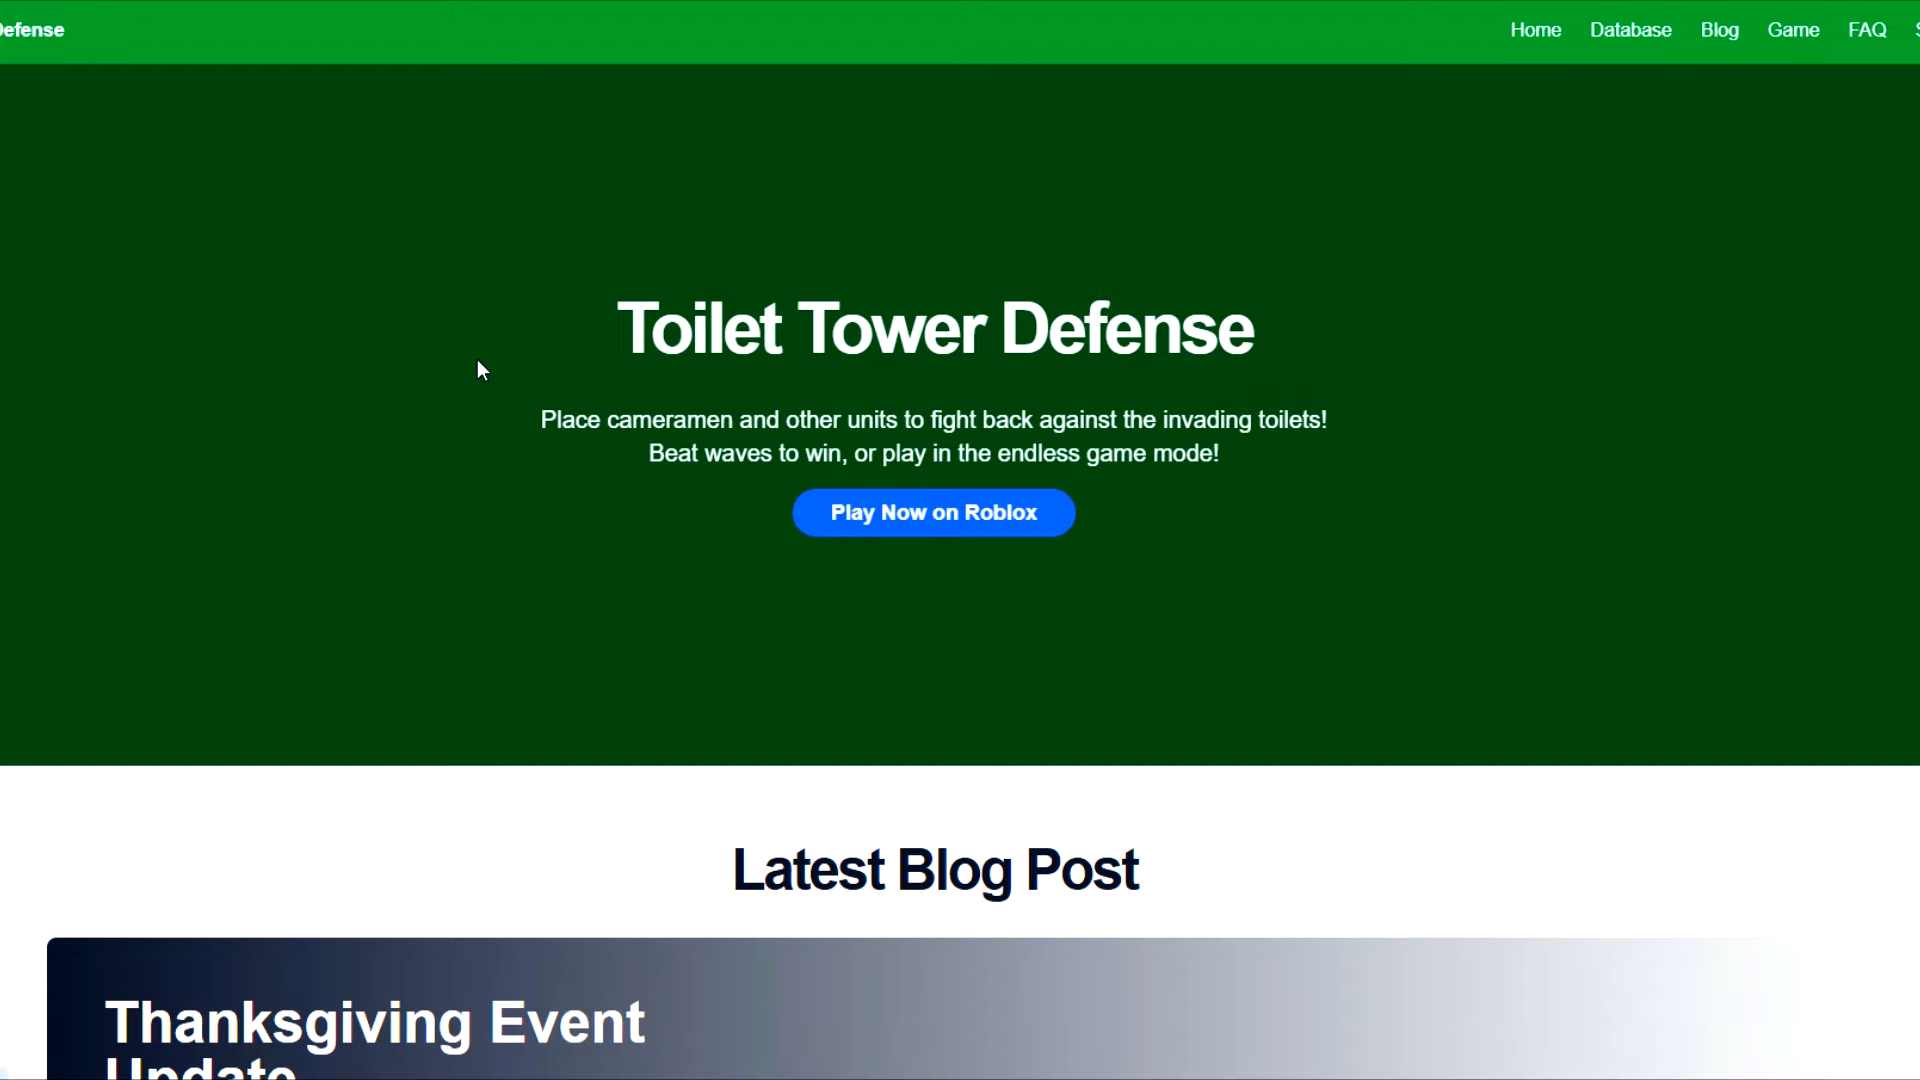 Defense
Home Database Blog Game FAQ
Toilet Tower Defense
Place cameramen and other units to fight back against the invading toilets!
Beat waves to win, or play in the endless game mode!
Play Now on Roblox
Latest Blog Post
Thanksgiving Event
Update